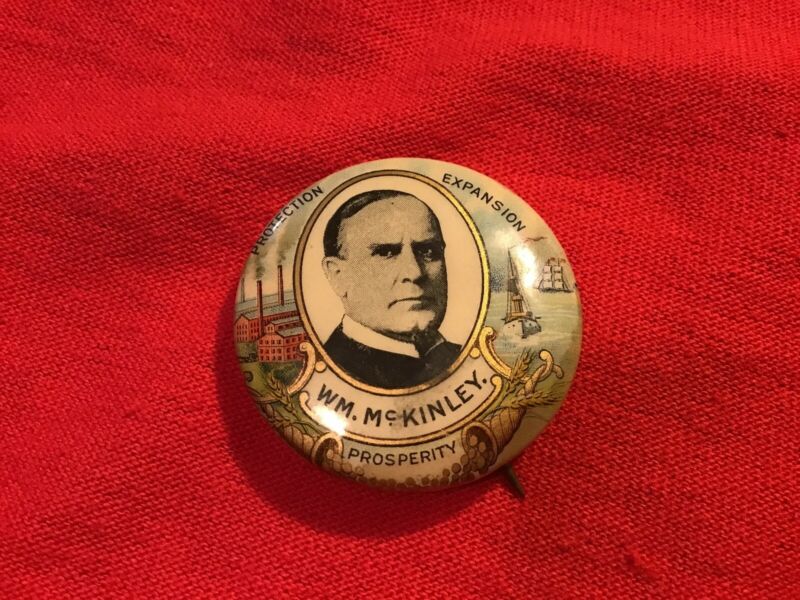 PROTECTION
EXPANSION
WM. McKINLEY.
PROSPERITY